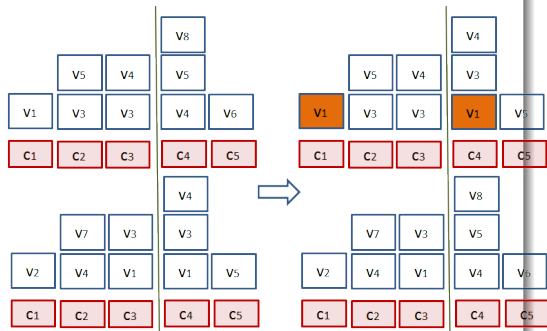 V8 V4
V5 V4 V5 V5 V4 V3
V1 V3 V3 V4 V6 V1 V3 V3 V1 V5
C1 C2 C3 C4 C5 C1 C2 C3 C4 C5
V4 V8
V7 V3 V3 V7 V3 V5
V2 V4 V1 V1 V5 V2 V4 V1 V4 V6
C1 C2 C3 C4 C5 C1 C2 C3 C4 C5